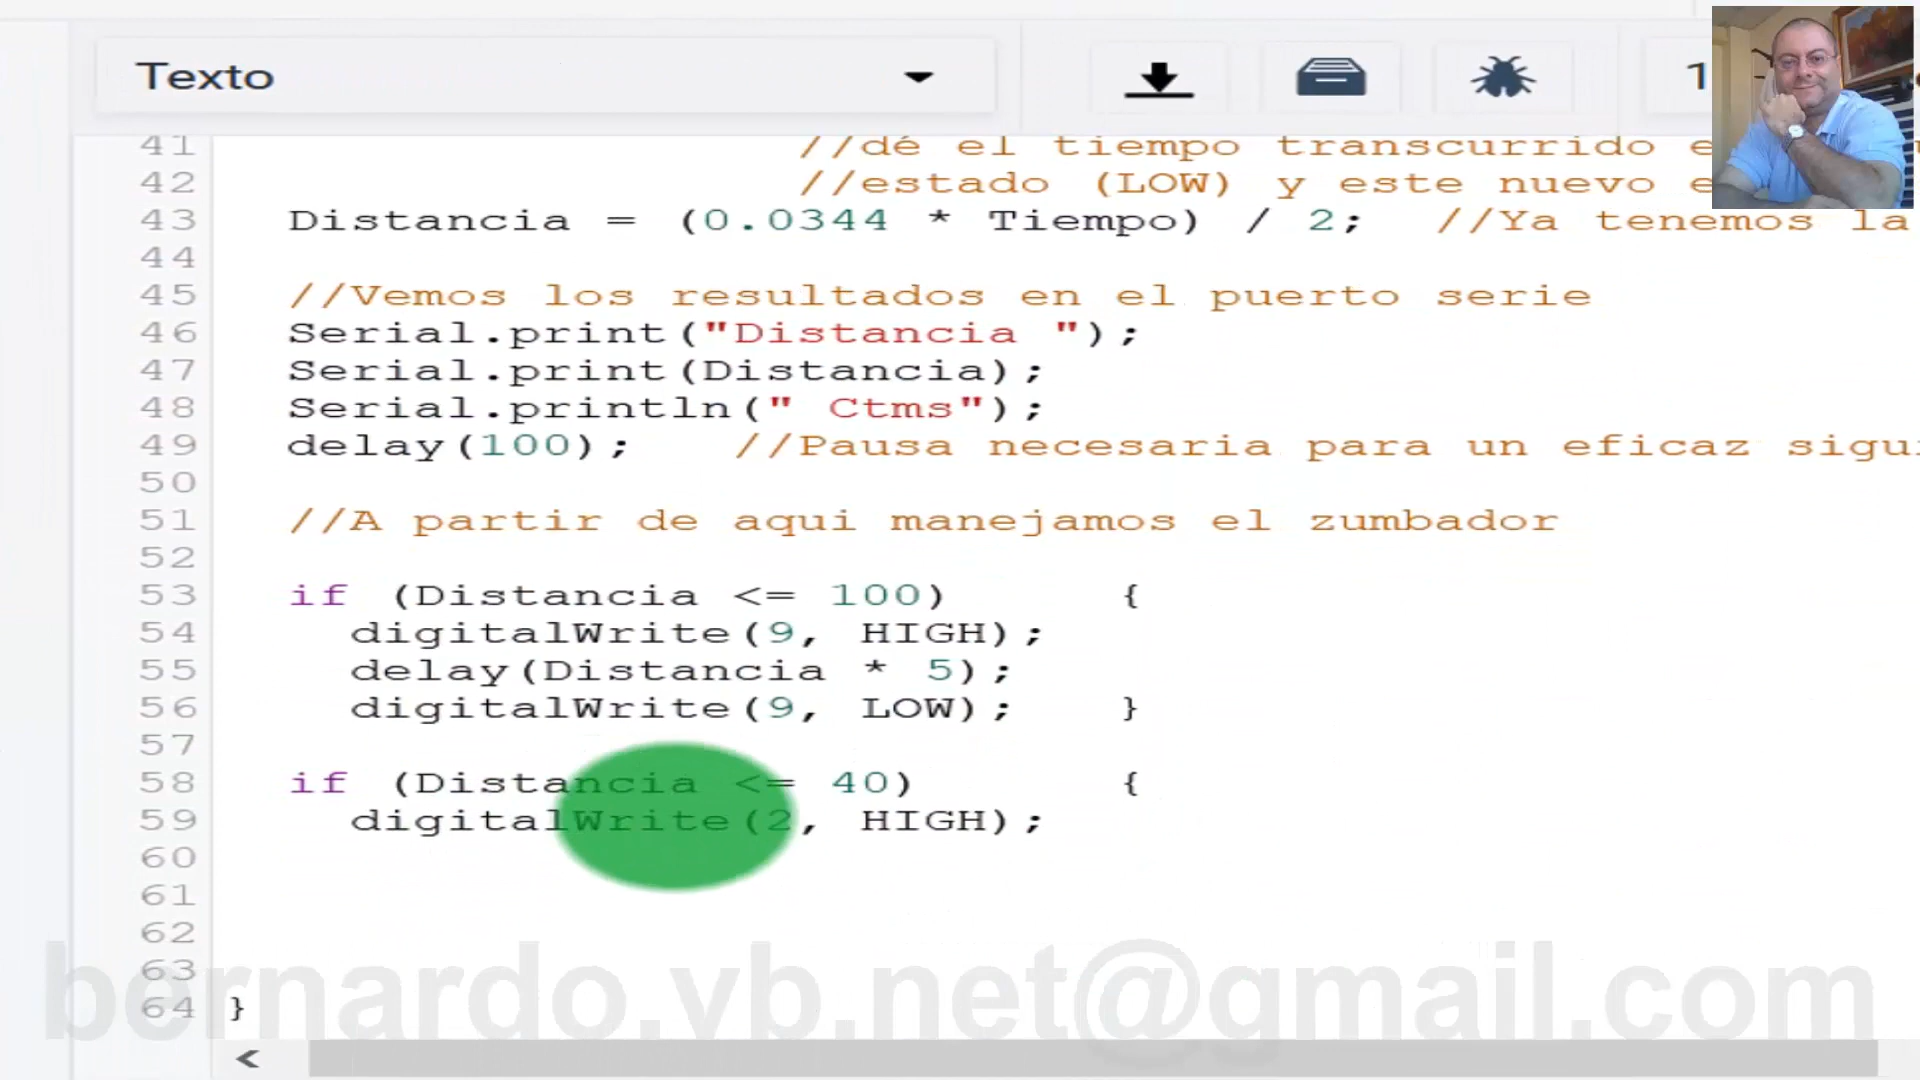 Texto
1
41 //dé el tiempo transcurrido
42 //estado (LOW) y este nuevo
43 Distancia = (0.0344 * Tiempo) / 2; //Ya tenemos la
44
45 //Vemos los resultados en el puerto serie
46 Serial.print("Distancia ");
47 Serial.print(Distancia);
48 Serial.println(" Ctms");
49 delay(100); //Pausa necesaria para un eficaz sigu
50
51 //A partir de aqui manejamos el zumbador
52
53 if (Distancia <= 100) {
54 digitalWrite(9, HIGH);
55 delay(Distancia * 5);
56 digitalWrite(9, LOW); }
57
58 if (Distancia <= 40) {
59 digitalWrite(2, HIGH);
60
61
62
63
64 }
bernardo.vb.net@gmail.com